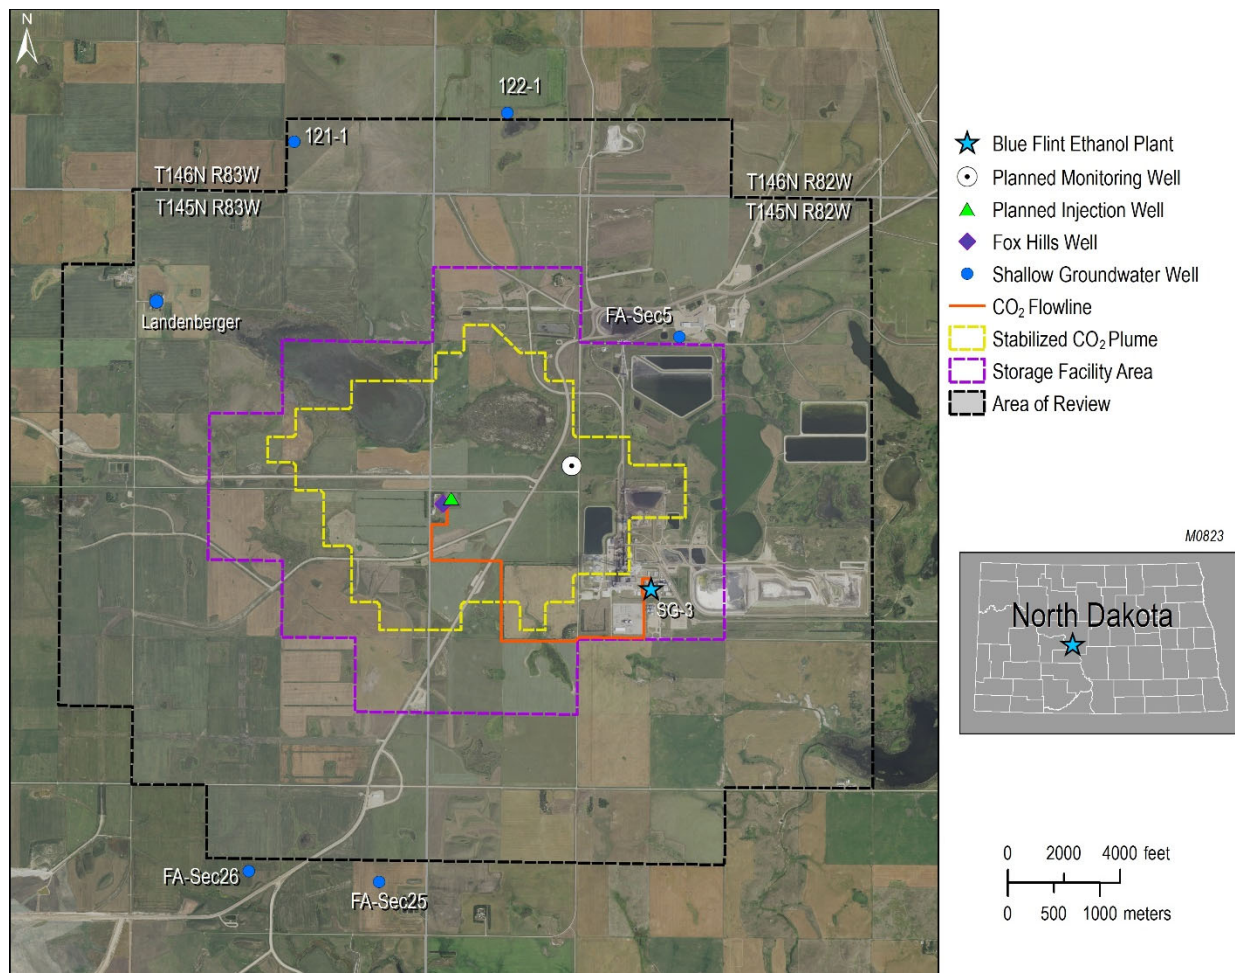 N
122-1
121-1
T146N R83W
T145N R83W
T146N R82W
T145N R82W
Landenberger
FA-Sec5
SG-3
FA-Sec26
FA-Sec25
Blue Flint Ethanol Plant
Planned Monitoring Well
Planned Injection Well
Fox Hills Well
Shallow Groundwater Well
CO₂ Flowline
Stabilized CO₂ Plume
Storage Facility Area
Area of Review
M0823
North Dakota
0 2000 4000 feet
0 500 1000 meters